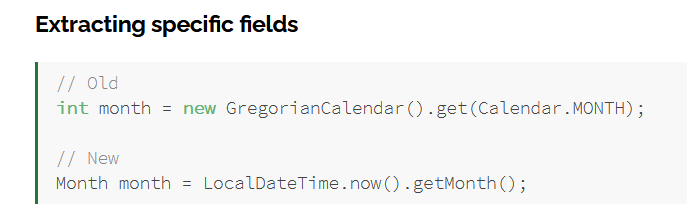 Extracting specific fields
// Old
int month = new GregorianCalendar().get(Calendar.MONTH);
// New
Month month = LocalDateTime.now().getMonth();